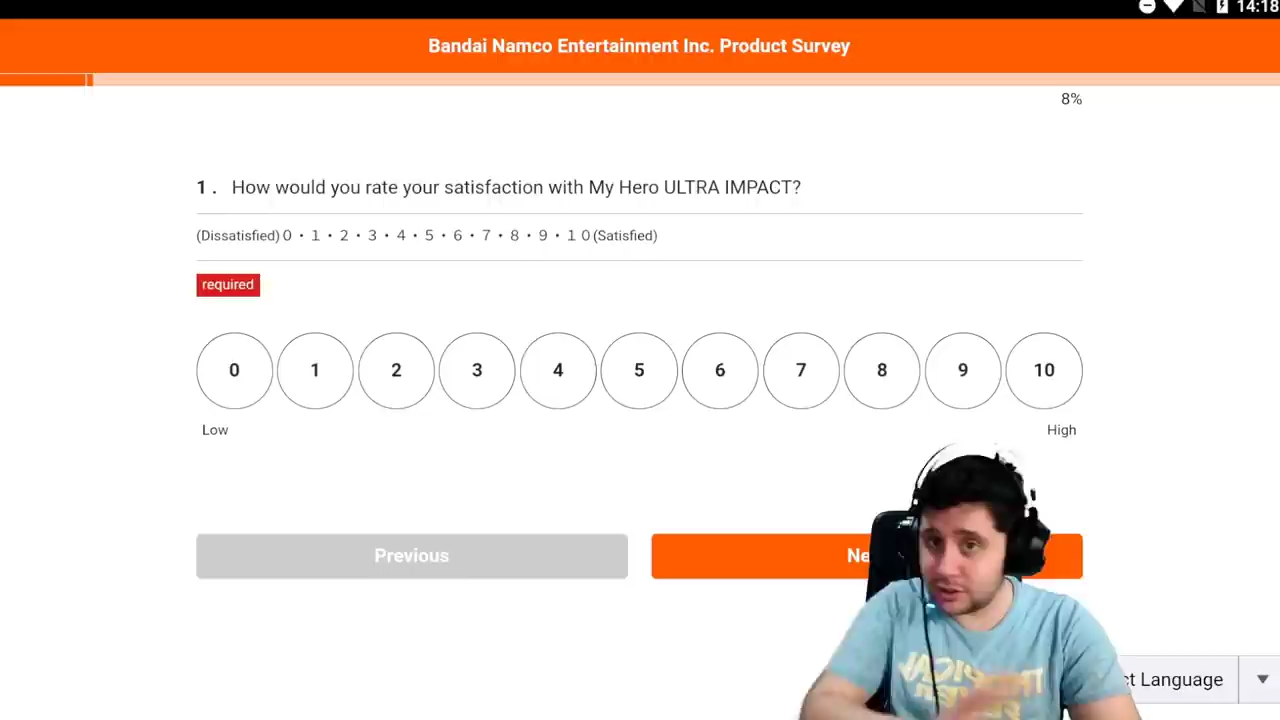 14:18
Bandai Namco Entertainment Inc. Product Survey
8%
1 . How would you rate your satisfaction with My Hero ULTRA IMPACT?
(Dissatisfied) 0 ・ 1 ・ 2 ・ 3 ・ 4 ・ 5 ・ 6 ・ 7 ・ 8 ・ 9 ・ 1 0 (Satisfied)
required
0 1 2 3 4 5 6 7 8 9 10
Low High
Previous Ne
ct Language